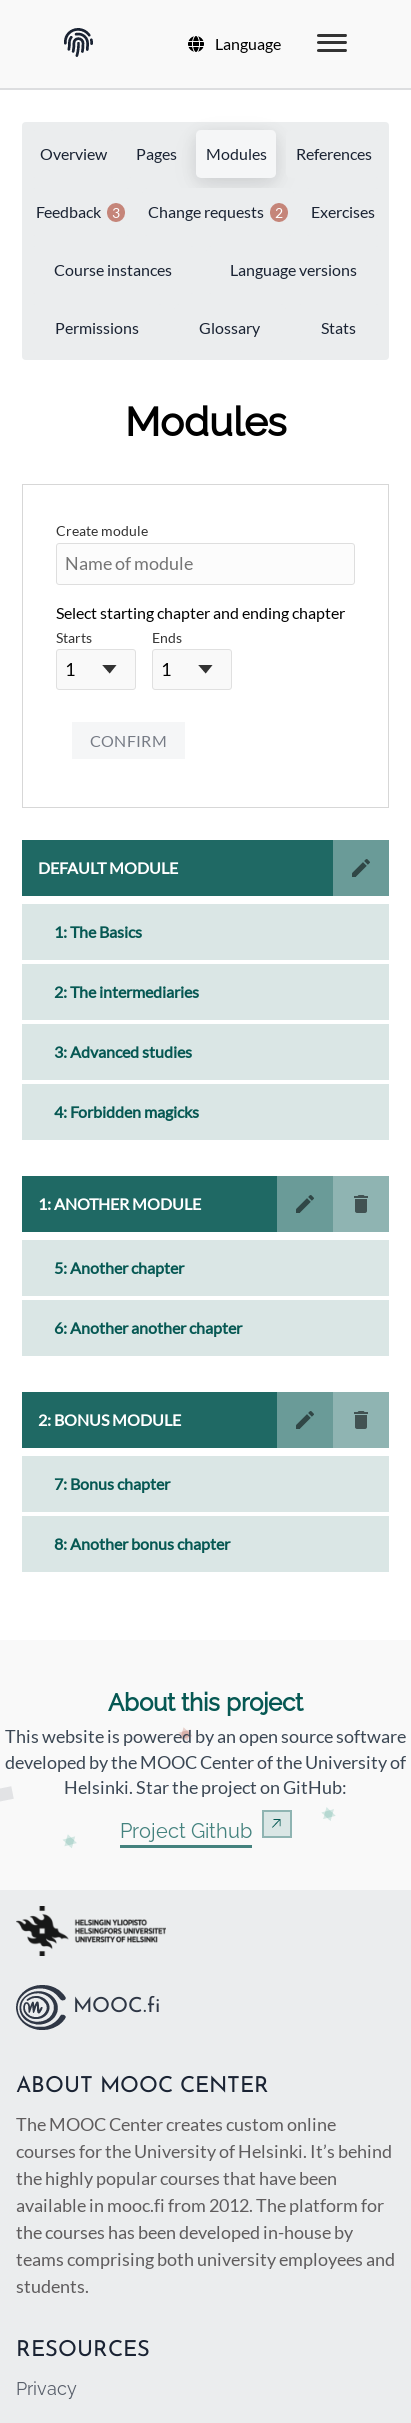 Language
Overview Pages Modules References
Feedback 3 Change requests 2 Exercises
Course instances Language versions
Permissions Glossary Stats
Modules
Create module
Name of module
Select starting chapter and ending chapter
Starts Ends
1 1
CONFIRM
DEFAULT MODULE
1: The Basics
2: The intermediaries
3: Advanced studies
4: Forbidden magicks
1: ANOTHER MODULE
5: Another chapter
6: Another another chapter
2: BONUS MODULE
7: Bonus chapter
8: Another bonus chapter
About this project
This website is powered by an open source software
developed by the MOOC Center of the University of
Helsinki. Star the project on GitHub:
Project Github
HELSINGIN YLIOPISTO
HELSINGFORS UNIVERSITET
UNIVERSITY OF HELSINKI
MOOC.fi
ABOUT MOOC CENTER
The MOOC Center creates custom online
courses for the University of Helsinki. It’s behind
the highly popular courses that have been
available in mooc.fi from 2012. The platform for
the courses has been developed in-house by
teams comprising both university employees and
students.
RESOURCES
Privacy